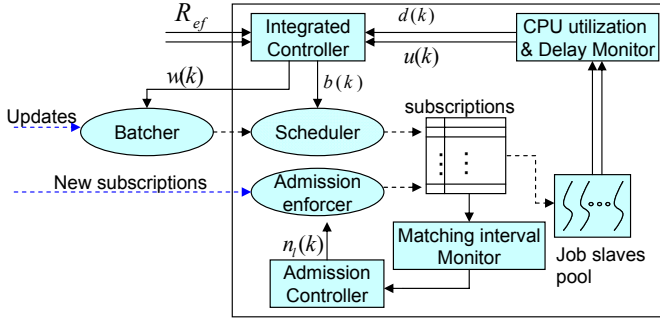 R_ef
Integrated
Controller
d(k)
u(k)
CPU utilization
& Delay Monitor
w(k)
b(k)
Updates
Batcher
Scheduler
subscriptions
New subscriptions
Admission
enforcer
n_l(k)
Matching interval
Monitor
Admission
Controller
Job slaves
pool